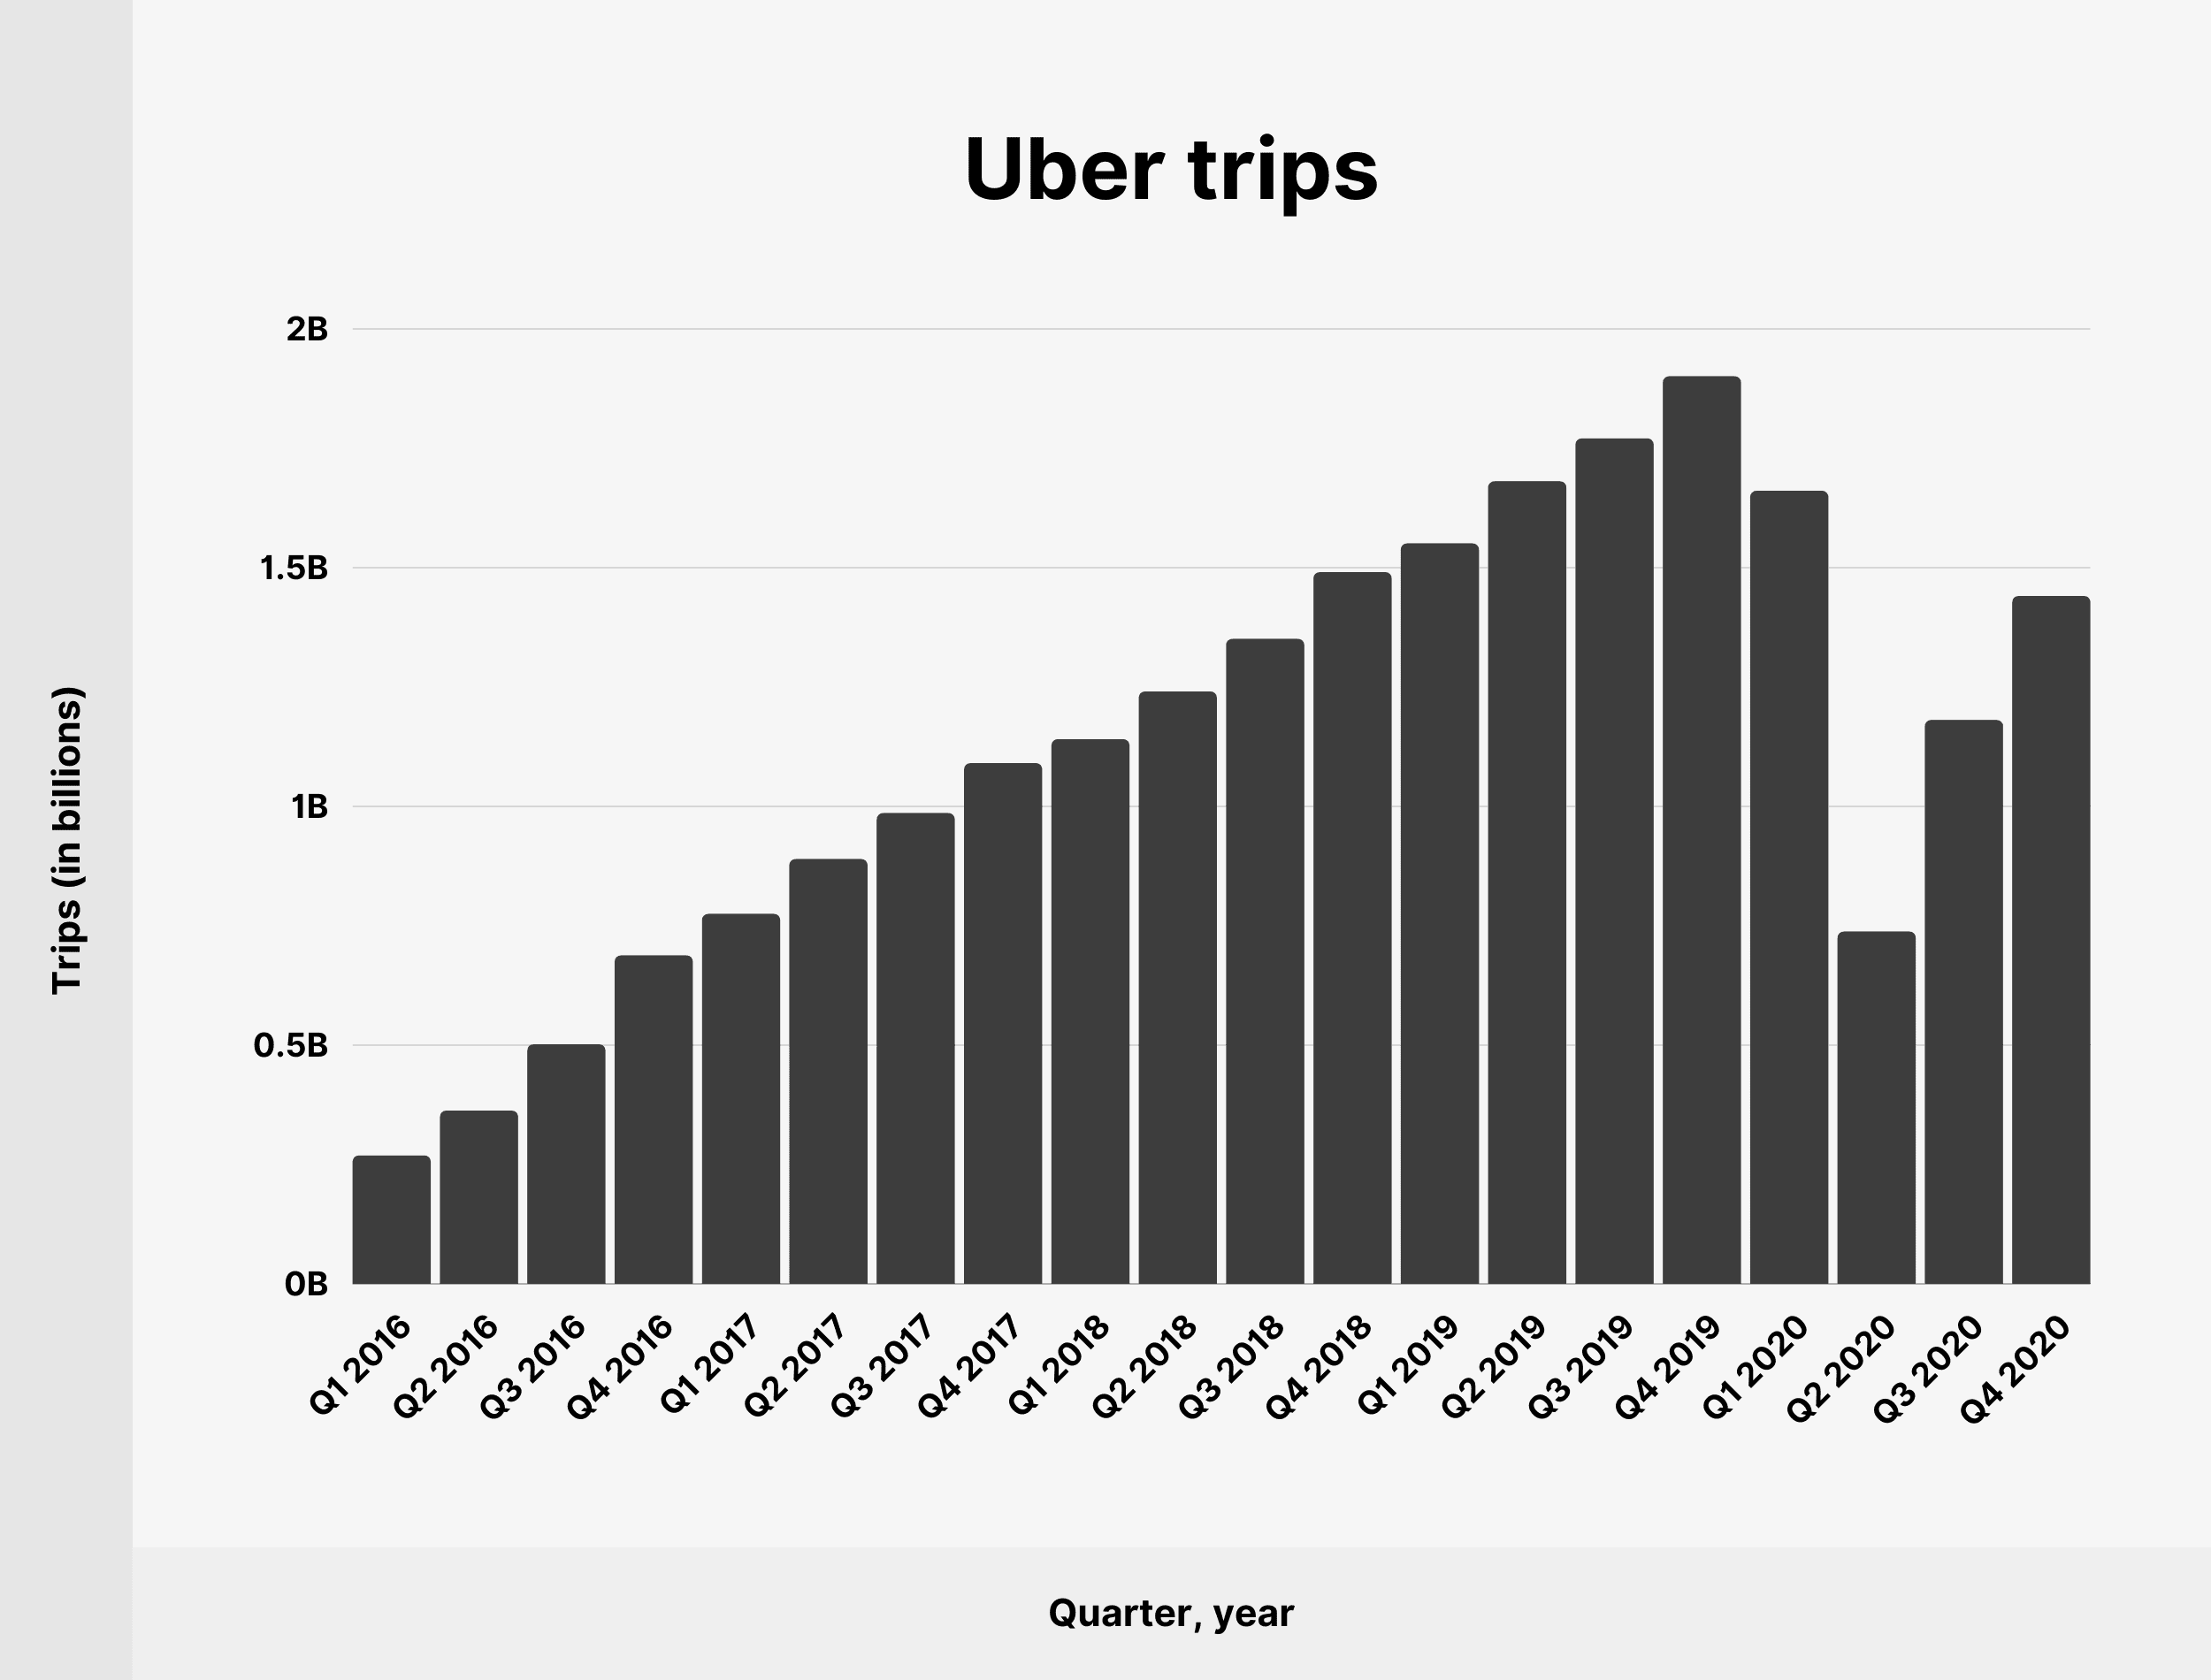 Uber trips
Trips (in billions)
2B
1.5B
1B
0.5B
0B
Q1 2016
Q2 2016
Q3 2016
Q4 2016
Q1 2017
Q2 2017
Q3 2017
Q4 2017
Q1 2018
Q2 2018
Q3 2018
Q4 2018
Q1 2019
Q2 2019
Q3 2019
Q4 2019
Q1 2020
Q2 2020
Q3 2020
Q4 2020
Quarter, year